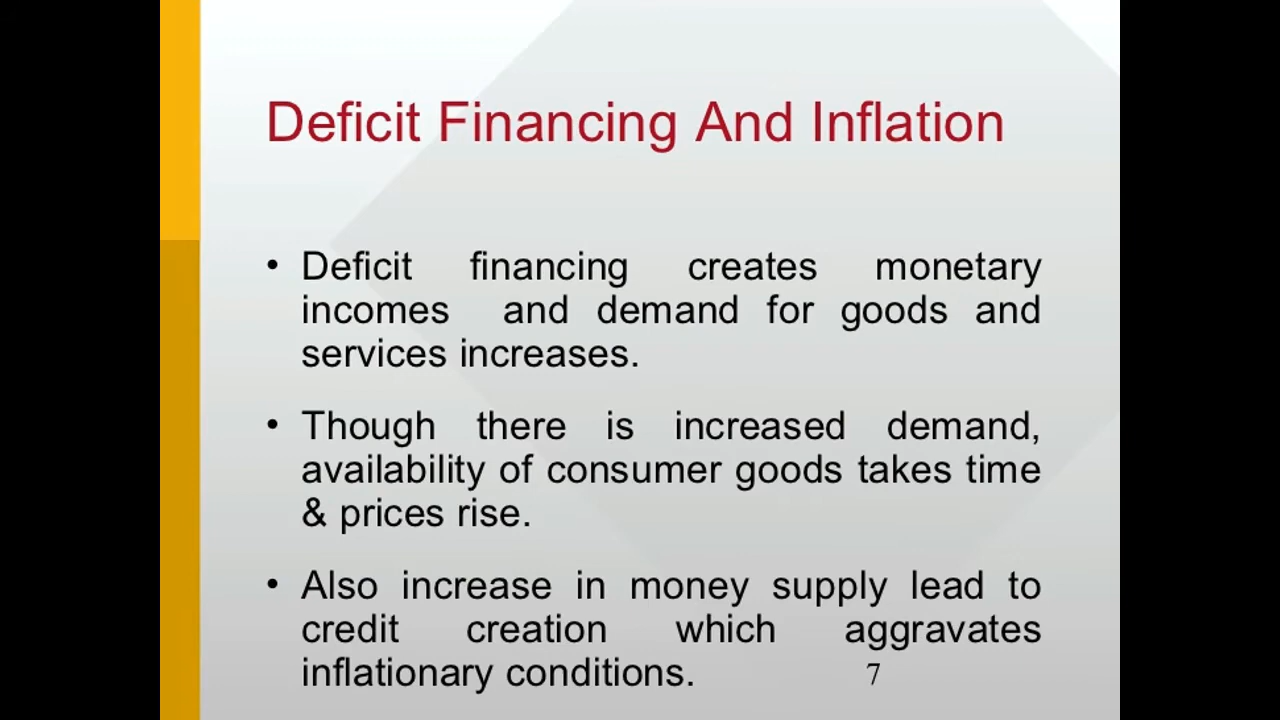 Deficit Financing And Inflation
• Deficit financing creates monetary
incomes and demand for goods and
services increases.
• Though there is increased demand,
availability of consumer goods takes time
& prices rise.
• Also increase in money supply lead to
credit creation which aggravates
inflationary conditions.
7